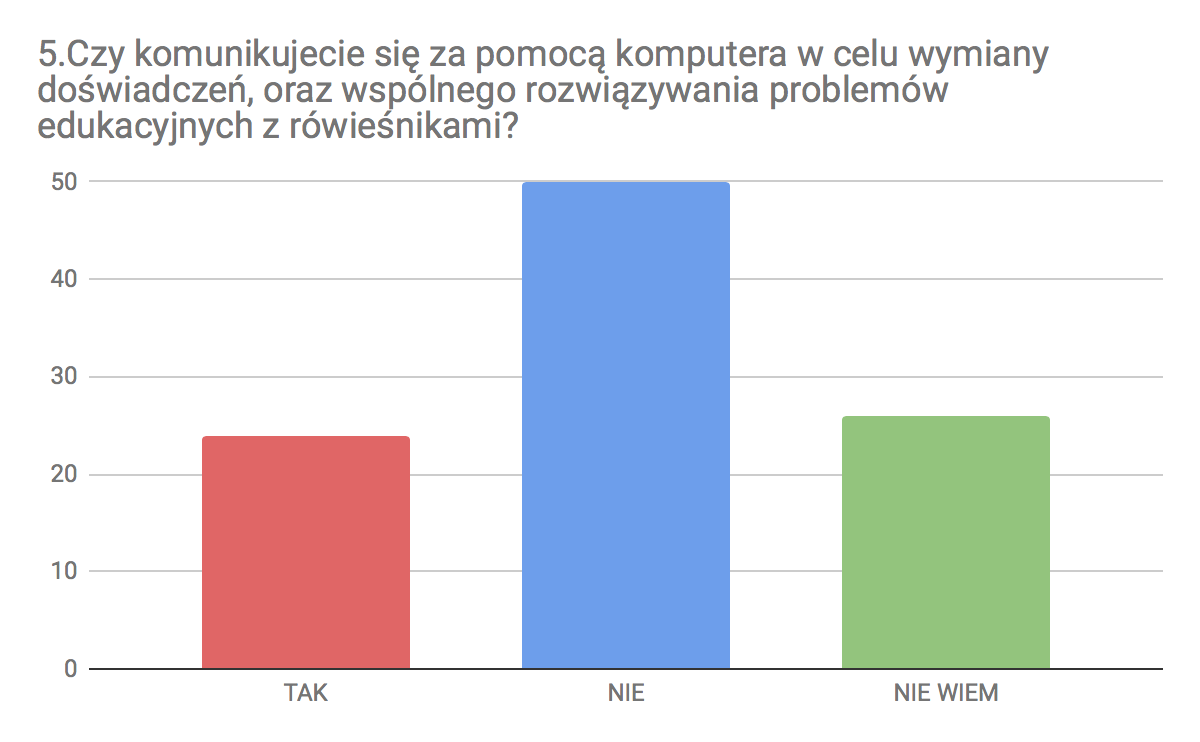 5.Czy komunikujecie się za pomocą komputera w celu wymiany
doświadczeń, oraz wspólnego rozwiązywania problemów
edukacyjnych z rówieśnikami?
50
40
30
20
10
0
TAK
NIE
NIE WIEM